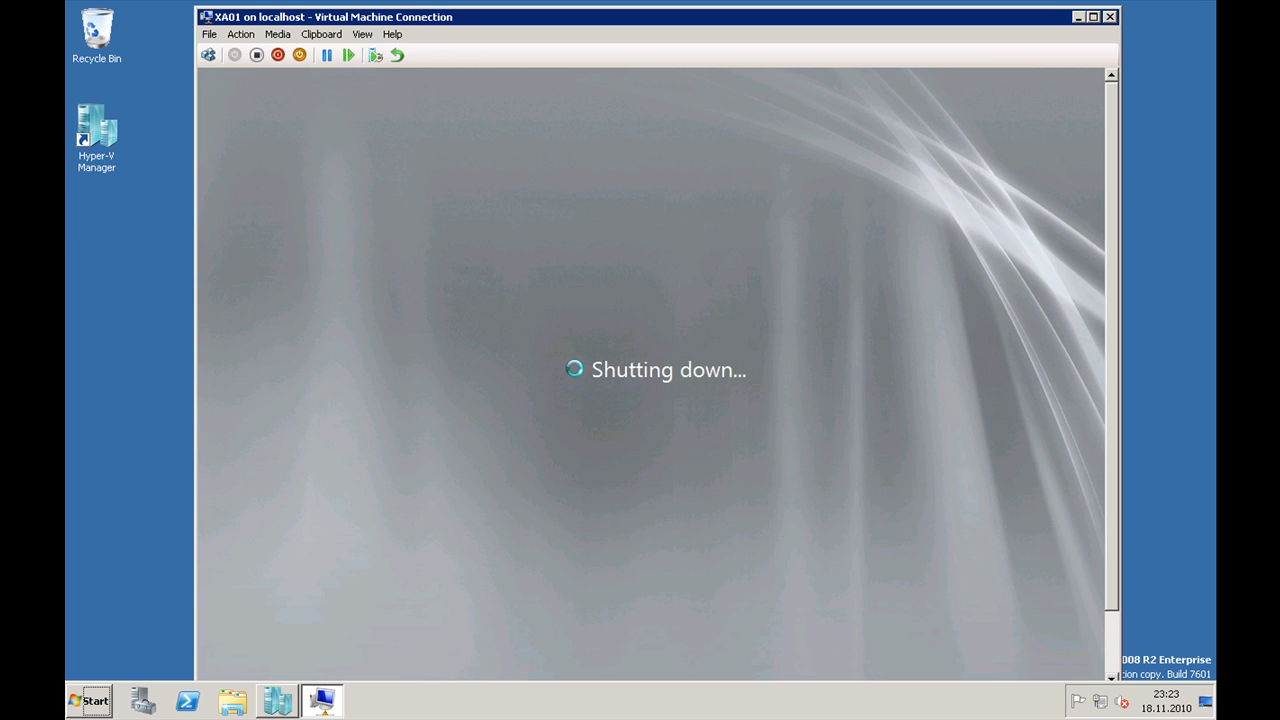 Recycle Bin
Hyper-V
Manager
XA01 on localhost - Virtual Machine Connection
File Action Media Clipboard View Help
Shutting down...
008 R2 Enterprise
tion copy. Build 7601
Start
23:23
18.11.2010